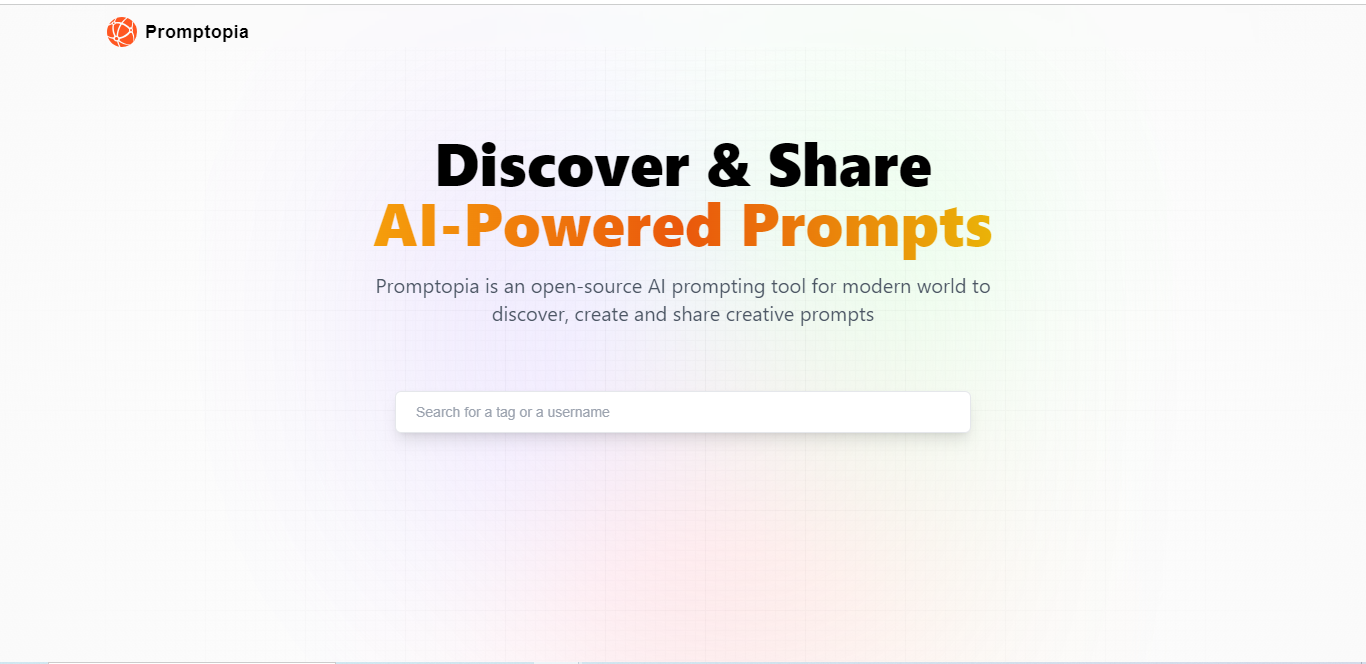 Promptopia
Discover & Share
AI-Powered Prompts
Promptopia is an open-source AI prompting tool for modern world to
discover, create and share creative prompts
Search for a tag or a username